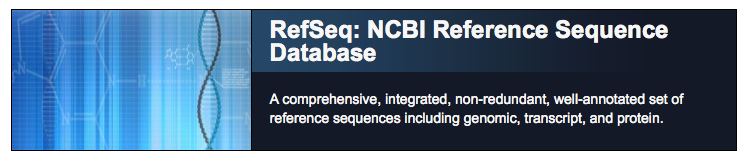 RefSeq: NCBI Reference Sequence
Database
A comprehensive, integrated, non-redundant, well-annotated set of
reference sequences including genomic, transcript, and protein.